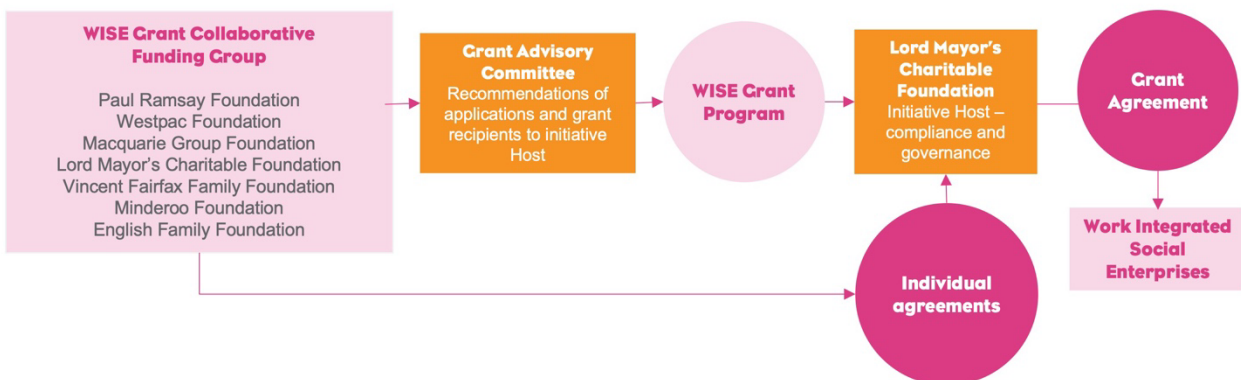 WISE Grant Collaborative
Funding Group
Paul Ramsay Foundation
Westpac Foundation
Macquarie Group Foundation
Lord Mayor's Charitable Foundation
Vincent Fairfax Family Foundation
Minderoo Foundation
English Family Foundation
Grant Advisory
Committee
Recommendations of
applications and grant
recipients to initiative
Host
WISE Grant
Program
Lord Mayor's
Charitable
Foundation
Initiative Host –
compliance and
governance
Grant
Agreement
Individual
agreements
Work Integrated
Social
Enterprises